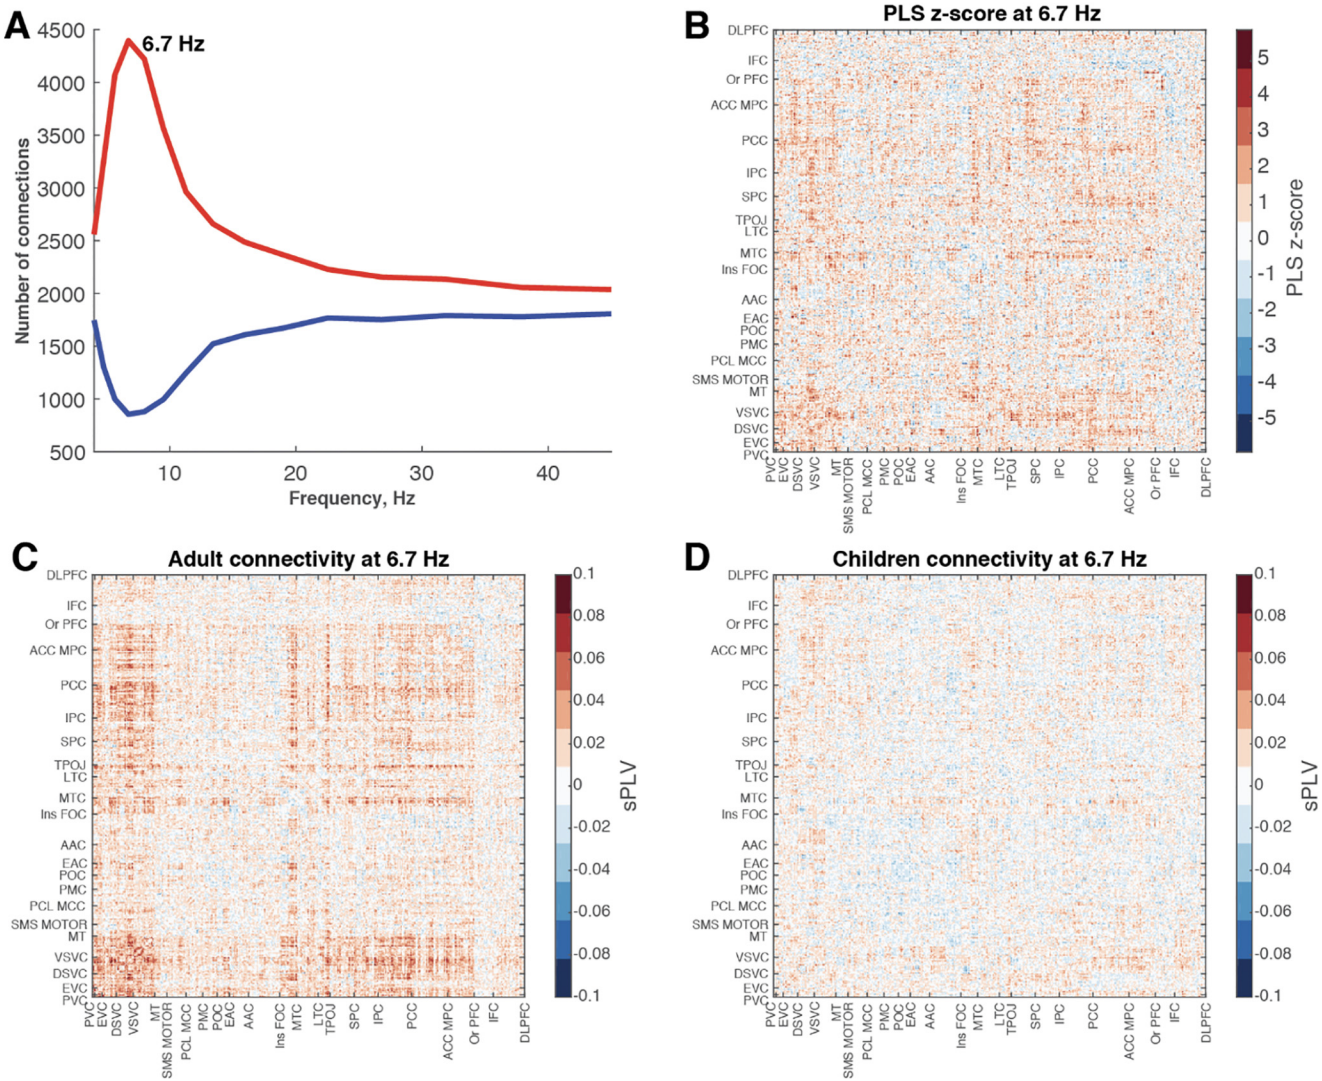 A
4500
4000
3500
3000
2500
2000
1500
1000
500
Number of connections
6.7 Hz
10
20
30
40
Frequency, Hz
B
PLS z-score at 6.7 Hz
DLPFC
IFC
Or PFC
ACC MPC
PCC
IPC
SPC
TPOJ
LTC
MTC
Ins FOC
AAC
EAC
POC
PMC
PCL MCC
SMS MOTOR
MT
VSVC
DSVC
EVC
PVC
PVC
EVC
DSVC
VSVC
MT
SMS MOTOR
PCL MCC
PMC
POC
EAC
AAC
Ins FOC
MTC
LTC
TPOJ
SPC
IPC
PCC
ACC MPC
Or PFC
IFC
DLPFC
5
4
3
2
1
0
-1
-2
-3
-4
-5
PLS z-score
C
Adult connectivity at 6.7 Hz
DLPFC
IFC
Or PFC
ACC MPC
PCC
IPC
SPC
TPOJ
LTC
MTC
Ins FOC
AAC
EAC
POC
PMC
PCL MCC
SMS MOTOR
MT
VSVC
DSVC
EVC
PVC
PVC
EVC
DSVC
VSVC
MT
SMS MOTOR
PCL MCC
PMC
POC
EAC
AAC
Ins FOC
MTC
LTC
TPOJ
SPC
IPC
PCC
ACC MPC
Or PFC
IFC
DLPFC
0.1
0.08
0.06
0.04
0.02
0
-0.02
-0.04
-0.06
-0.08
-0.1
sPLV
D
Children connectivity at 6.7 Hz
DLPFC
IFC
Or PFC
ACC MPC
PCC
IPC
SPC
TPOJ
LTC
MTC
Ins FOC
AAC
EAC
POC
PMC
PCL MCC
SMS MOTOR
MT
VSVC
DSVC
EVC
PVC
PVC
EVC
DSVC
VSVC
MT
SMS MOTOR
PCL MCC
PMC
POC
EAC
AAC
Ins FOC
MTC
LTC
TPOJ
SPC
IPC
PCC
ACC MPC
Or PFC
IFC
DLPFC
0.1
0.08
0.06
0.04
0.02
0
-0.02
-0.04
-0.06
-0.08
-0.1
sPLV